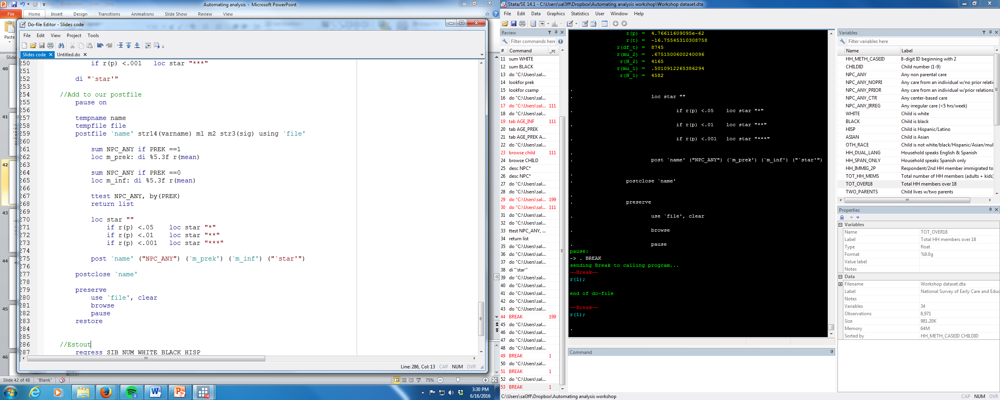 Automating analysis - Microsoft PowerPoint
File Home Insert Design Transitions Animations Slide Show Review View
Paste
Slide
40
41
42
43
44
45
46
Do-file Editor - Slides code
File Edit View Project Tools
Slides code Untitled.do
250 if r(p) <.001 loc star "***"
251
252 di "`star'"
253
254 //Add to our postfile
255 pause on
256
257 tempname name
258 tempfile file
259 postfile `name' str14(varname) m1 m2 str3(sig) using `file'
260
261 sum NPC_ANY if PREK ==1
262 loc m_prek: di %5.3f r(mean)
263
264 sum NPC_ANY if PREK ==0
265 loc m_inf: di %5.3f r(mean)
266
267 ttest NPC_ANY, by(PREK)
268 return list
269
270 loc star ""
271 if r(p) <.05 loc star "*"
272 if r(p) <.01 loc star "**"
273 if r(p) <.001 loc star "***"
274
275 post `name' ("NPC_ANY") (`m_prek') (`m_inf') ("`star'")
276
277 postclose `name'
278
279 preserve
280 use `file', clear
281 browse
282 pause
283 restore
284
285
286 //Estout
287 regress SIB_NUM WHITE BLACK HISP
Line: 286, Col: 13 CAP NUM OVR
Slide 42 of 48 "Blank" 75%
3:30 PM
6/16/2016
Stata/SE 14.1 - C:\Users\sal3ff\Dropbox\Automating analysis workshop\Workshop dataset.dta
File Edit Data Graphics Statistics User Window Help
Review
Filter commands here
# Command _rc
11 sum WHITE
12 sum BLACK
13 do "C:\Users\sal...
14 lookfor prek
15 lookfor csamp
16 do "C:\Users\sal...
17 do "C:\Users\sal... 111
18 do "C:\Users\sal...
19 tab AGE_INF 111
20 tab AGE_PREK
21 tab AGE_PREK A...
22 do "C:\Users\sal...
23 browse child 111
24 browse CHILD
25 desc NPC*
26 desc NPC*
27 do "C:\Users\sal...
28 do "C:\Users\sal...
29 do "C:\Users\sal... 199
30 do "C:\Users\sal... 111
31 do "C:\Users\sal...
32 do "C:\Users\sal...
33 ttest NPC_ANY, ...
34 return list
35 do "C:\Users\sal...
36 do "C:\Users\sal...
37 do "C:\Users\sal...
38 di "`star'"
39 do "C:\Users\sal...
40 do "C:\Users\sal...
41 do "C:\Users\sal...
42 do "C:\Users\sal...
43 do "C:\Users\sal...
44 BREAK 199
45 do "C:\Users\sal...
46 do "C:\Users\sal...
47 do "C:\Users\sal...
48 do "C:\Users\sal...
49 BREAK 1
50 do "C:\Users\sal...
51 BREAK 1
52 do "C:\Users\sal...
53 BREAK 1
r(p) = 4.76611609095e-62
r(t) = -16.75545310308758
r(df_t) = 8745
r(mu_2) = .6751500600240096
r(N_2) = 4165
r(mu_1) = .5010912265386294
r(N_1) = 4582
.
. loc star ""
. if r(p) <.05 loc star "*"
. if r(p) <.01 loc star "**"
. if r(p) <.001 loc star "***"
.
. post `name' ("NPC_ANY") (`m_prek') (`m_inf') ("`star'")
.
. postclose `name'
.
. preserve
. use `file', clear
. browse
. pause
pause:
-> . BREAK
sending Break to calling program...
--Break--
r(1);
end of do-file
--Break--
r(1);
.
Command
Variables
Filter variables here
Name Label
HH_METH_CASEID 8-digit ID beginning with 2
CHILDID Child number (1-9)
NPC_ANY Any non parental care
NPC_ANY_NOPRI Any care from an individual w/no prior relati
NPC_ANY_PRIOR Any care from an individual w/prior relations
NPC_ANY_CTR Any center-based care
NPC_ANY_IRREG Any irregular care (<5 hrs/week)
WHITE Child is white
BLACK Child is black
HISP Child is Hispanic/Latino
ASIAN Child is Asian
OTH_RACE Child is not white/black/Hispanic/Asian/mul
HH_DUAL_LANG Household speaks English & Spanish
HH_SPAN_ONLY Household speaks Spanish only
HH_IMMIG_2P Respondent/2nd HH member immigrated to
TOT_HH_MEMS Total number of HH members (adults + kids)
TOT_OVER18 Total HH members over 18
TWO_PARENTS Child lives w/two parents
Properties
Variables
Name TOT_OVER18
Label Total HH members over 18
Type float
Format %9.0g
Value label
Notes
Data
Filename Workshop dataset.dta
Label National Survey of Early Care and Educ
Notes
Variables 34
Observations 8,971
Size 981.20K
Memory 64M
Sorted by HH_METH_CASEID CHILDID
C:\Users\sal3ff\Dropbox\Automating analysis workshop
CAP NUM OVR